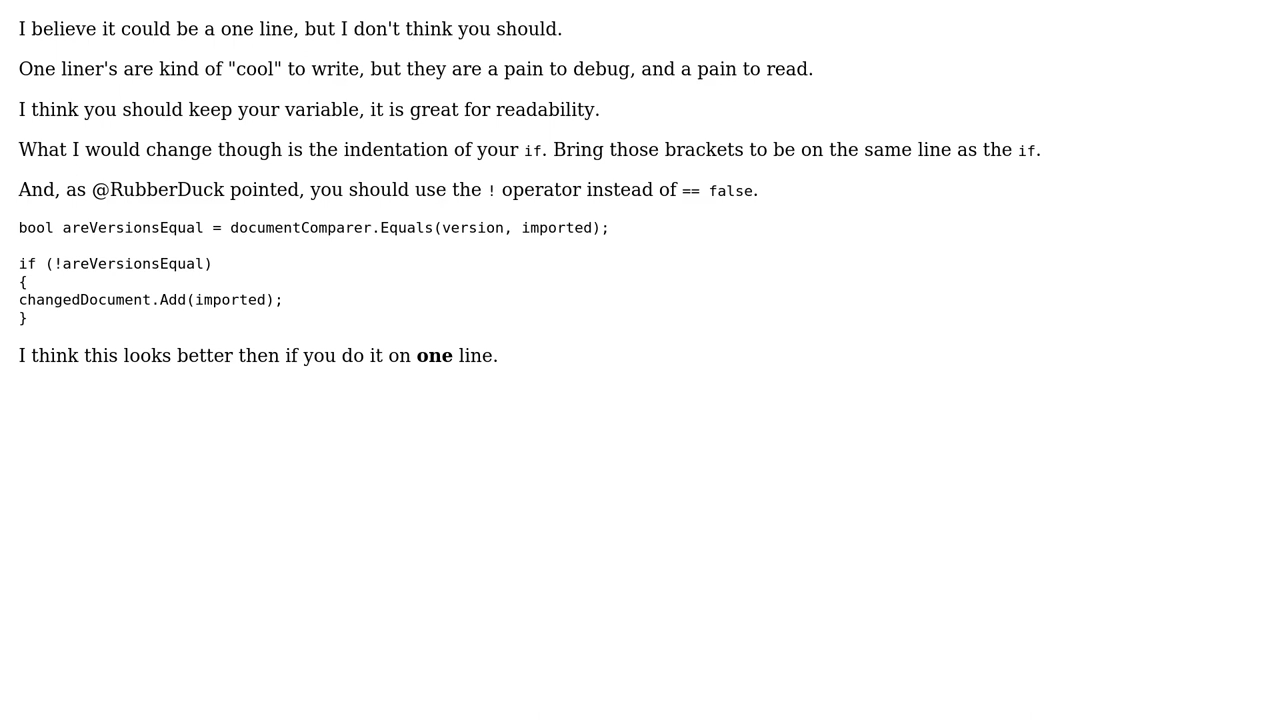 I believe it could be a one line, but I don't think you should.
One liner's are kind of "cool" to write, but they are a pain to debug, and a pain to read.
I think you should keep your variable, it is great for readability.
What I would change though is the indentation of your if. Bring those brackets to be on the same line as the if.
And, as @RubberDuck pointed, you should use the ! operator instead of == false.
bool areVersionsEqual = documentComparer.Equals(version, imported);
if (!areVersionsEqual)
{
changedDocument.Add(imported);
}
I think this looks better then if you do it on one line.